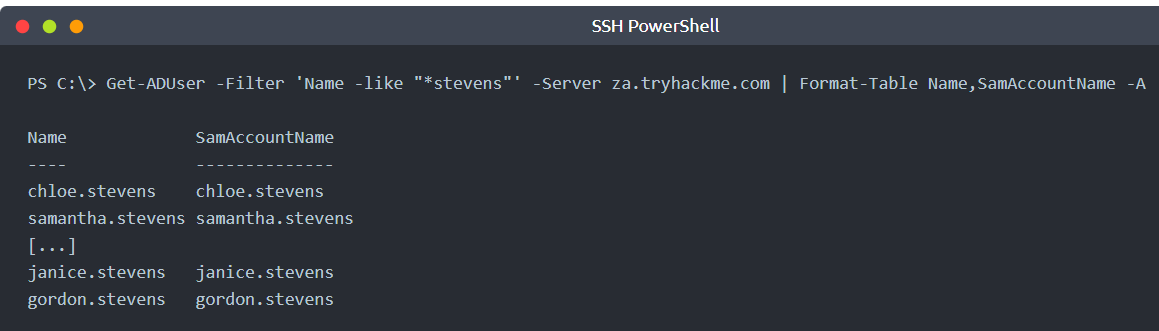 SSH PowerShell
PS C:\> Get-ADUser -Filter 'Name -like "*stevens"' -Server za.tryhackme.com | Format-Table Name,SamAccountName -A
Name SamAccountName
---- --------------
chloe.stevens chloe.stevens
samantha.stevens samantha.stevens
[...]
janice.stevens janice.stevens
gordon.stevens gordon.stevens